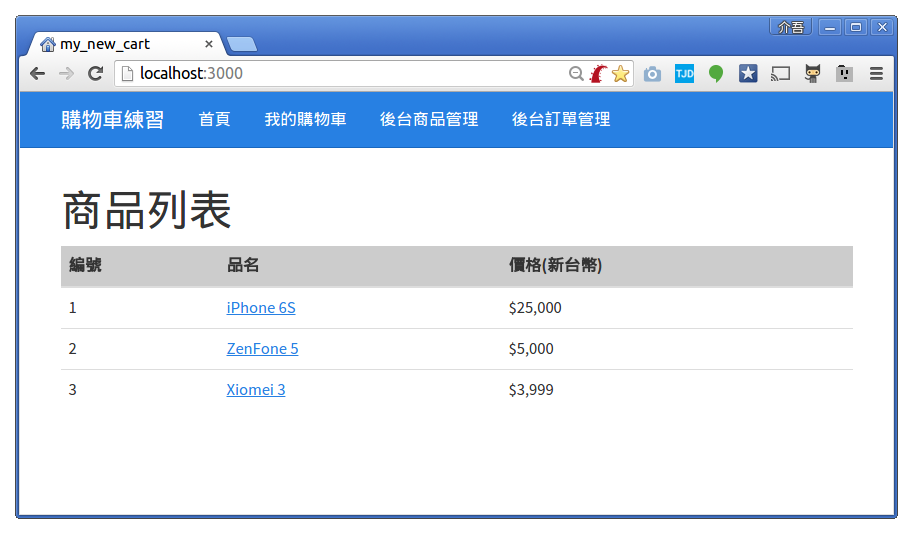 介吾
my_new_cart
localhost:3000
TJD
購物車練習 首頁 我的購物車 後台商品管理 後台訂單管理
商品列表
編號 品名 價格(新台幣)
1 iPhone 6S $25,000
2 ZenFone 5 $5,000
3 Xiomei 3 $3,999